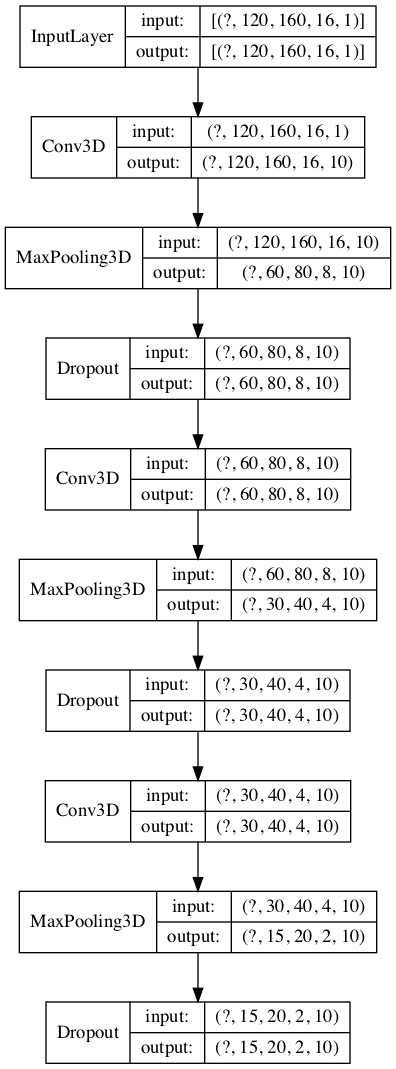 InputLayer
input: [(?, 120, 160, 16, 1)]
output: [(?, 120, 160, 16, 1)]
Conv3D
input: (?, 120, 160, 16, 1)
output: (?, 120, 160, 16, 10)
MaxPooling3D
input: (?, 120, 160, 16, 10)
output: (?, 60, 80, 8, 10)
Dropout
input: (?, 60, 80, 8, 10)
output: (?, 60, 80, 8, 10)
Conv3D
input: (?, 60, 80, 8, 10)
output: (?, 60, 80, 8, 10)
MaxPooling3D
input: (?, 60, 80, 8, 10)
output: (?, 30, 40, 4, 10)
Dropout
input: (?, 30, 40, 4, 10)
output: (?, 30, 40, 4, 10)
Conv3D
input: (?, 30, 40, 4, 10)
output: (?, 30, 40, 4, 10)
MaxPooling3D
input: (?, 30, 40, 4, 10)
output: (?, 15, 20, 2, 10)
Dropout
input: (?, 15, 20, 2, 10)
output: (?, 15, 20, 2, 10)